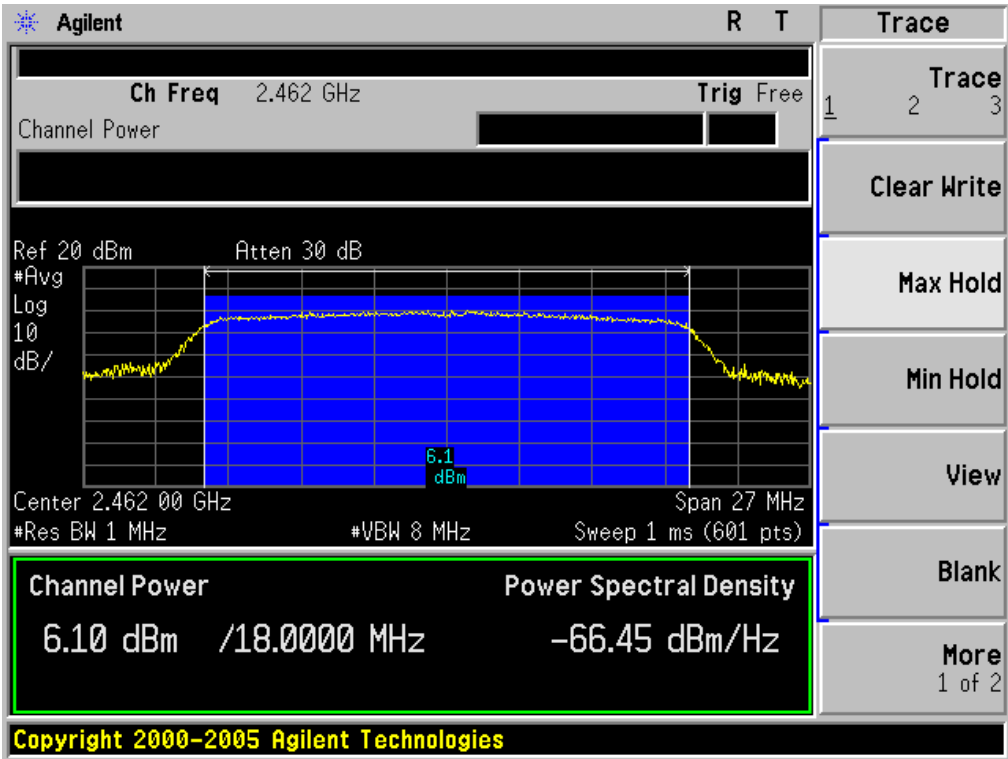 Agilent R T Trace
Ch Freq 2.462 GHz Trig Free
Channel Power
Trace
1 2 3
Clear Write
Max Hold
Min Hold
View
Blank
More
1 of 2
Ref 20 dBm Atten 30 dB
#Avg
Log
10
dB/
6.1
dBm
Center 2.462 00 GHz Span 27 MHz
#Res BW 1 MHz #VBW 8 MHz Sweep 1 ms (601 pts)
Channel Power Power Spectral Density
6.10 dBm /18.0000 MHz -66.45 dBm/Hz
Copyright 2000-2005 Agilent Technologies